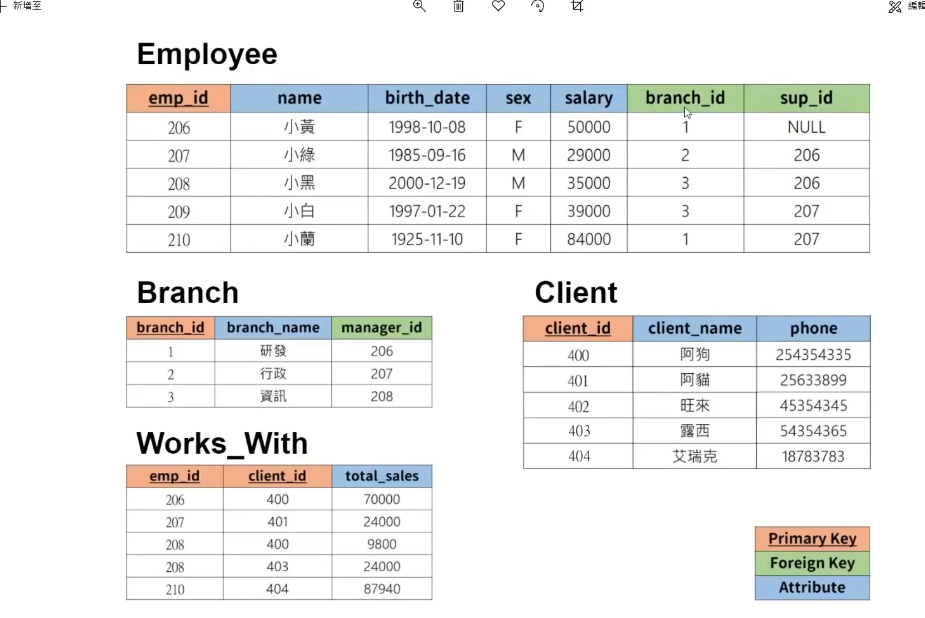 新增至
編輯
Employee
emp_id name birth_date sex salary branch_id sup_id
206 小黃 1998-10-08 F 50000 1 NULL
207 小綠 1985-09-16 M 29000 2 206
208 小黑 2000-12-19 M 35000 3 206
209 小白 1997-01-22 F 39000 3 207
210 小蘭 1925-11-10 F 84000 1 207
Branch
branch_id branch_name manager_id
1 研發 206
2 行政 207
3 資訊 208
Client
client_id client_name phone
400 阿狗 254354335
401 阿貓 25633899
402 旺來 45354345
403 露西 54354365
404 艾瑞克 18783783
Works_With
emp_id client_id total_sales
206 400 70000
207 401 24000
208 400 9800
208 403 24000
210 404 87940
Primary Key
Foreign Key
Attribute